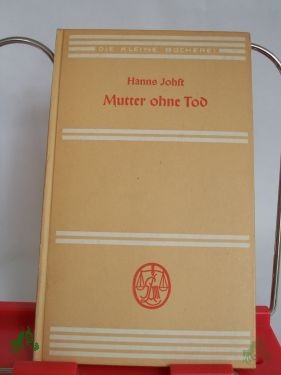 DIE KLEINE BÜCHEREI
Hanns Johst
Mutter ohne Tod